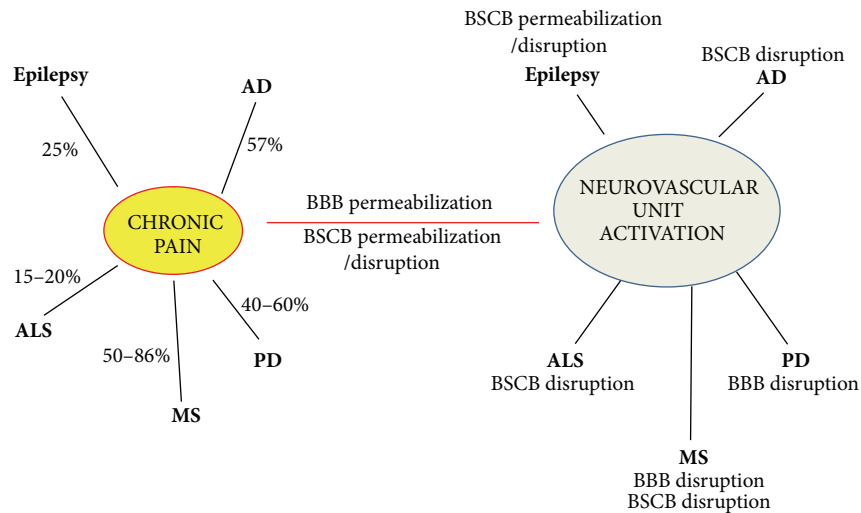 Epilepsy
AD
25%
57%
CHRONIC
PAIN
15–20%
ALS
50–86%
MS
40–60%
PD
BBB permeabilization
BSCB permeabilization
/disruption
BSCB permeabilization
/disruption
Epilepsy
BSCB disruption
AD
NEUROVASCULAR
UNIT
ACTIVATION
ALS
BSCB disruption
PD
BBB disruption
MS
BBB disruption
BSCB disruption